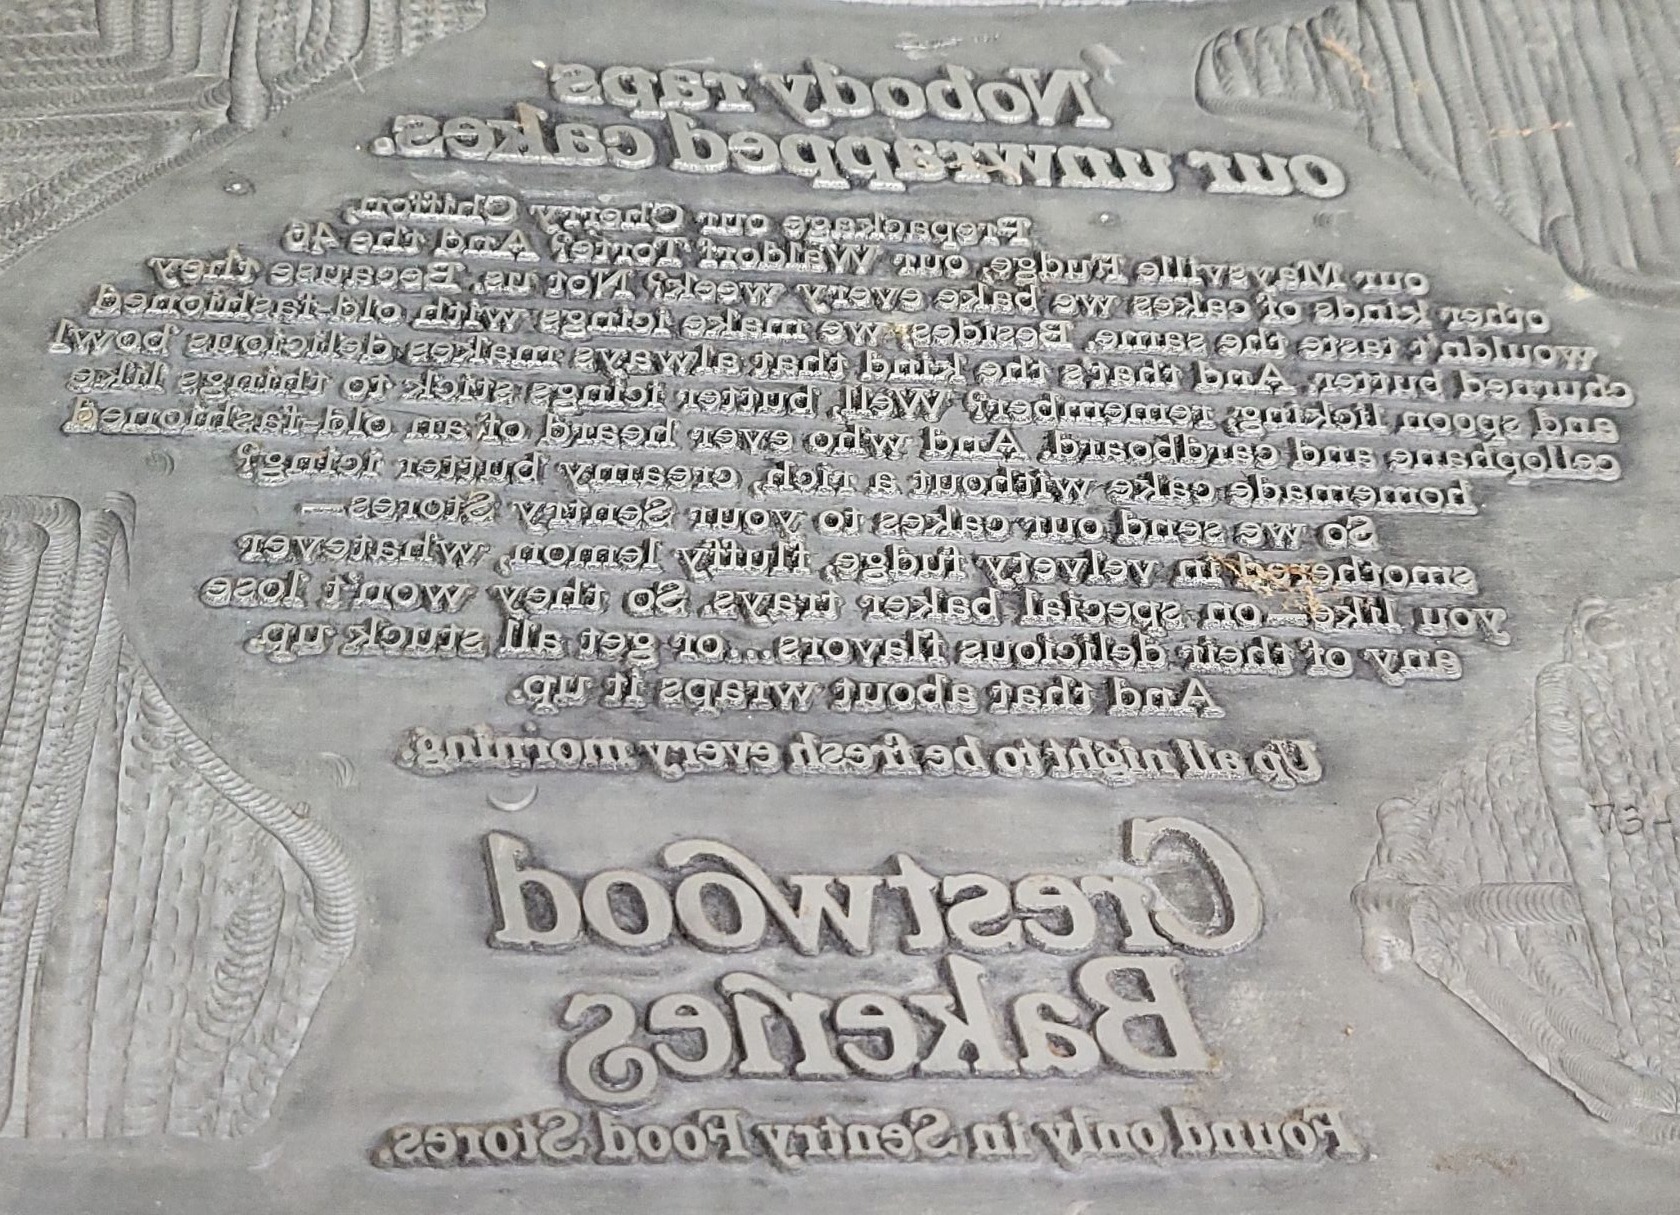 Nobody raps
our unwrapped cakes.
Prepackage our Cherry Chiffon,
our Maysville Fudge, our Waldorf Torte? And the 46
other kinds of cakes we bake every week? Not us. Because they
wouldn't taste the same. Besides, we make icings with old-fashioned
churned butter. And that's the kind that always makes delicious bowl
and spoon licking, remember? Well, butter icings stick to things like
cellophane and cardboard. And who ever heard of an old-fashioned
homemade cake without a rich, creamy butter icing?
So we send our cakes to your Sentry Stores—
smothered in velvety fudge, fluffy lemon, whatever
you like—on special baker trays. So they won't lose
any of their delicious flavors...or get all stuck up.
And that about wraps it up.
Up all night to be fresh every morning.
Crestwood
Bakeries
Found only in Sentry Food Stores.